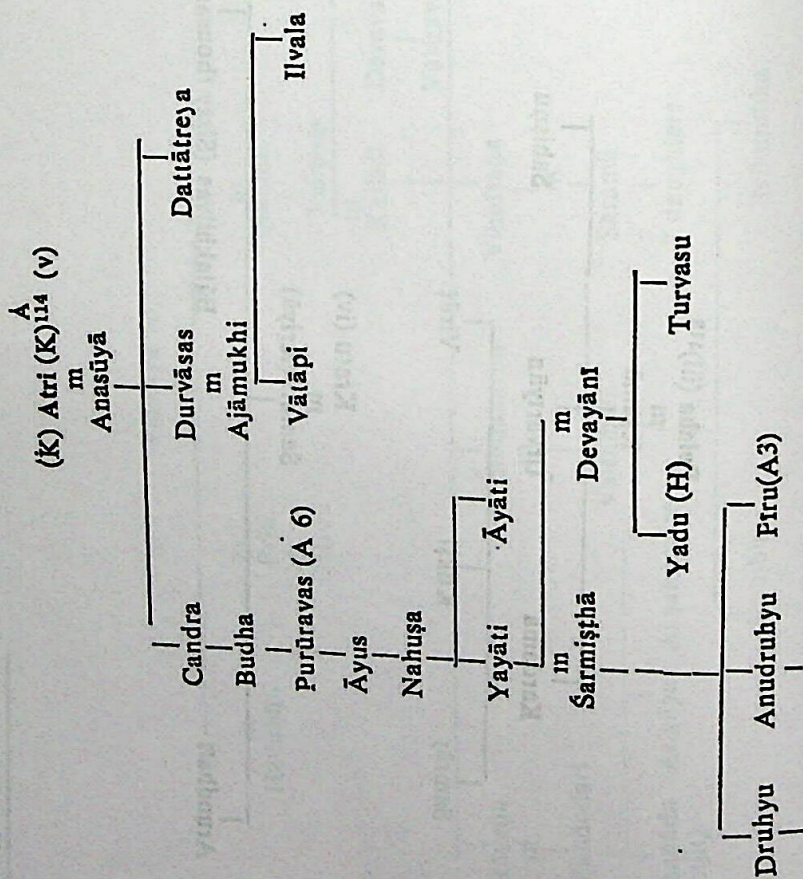 (K) Atri (K)114 Å (v)
m
Anasūyā
Durvāsas Dattātreya
m
Ajāmukhi
Vātāpi Ilvala
Candra
Budha
Purūravas (A 6)
Āyus
Nahuṣa
Yayāti Āyāti
m m
Śarmiṣṭhā Devayānī
Yadu (H) Turvasu
Druhyu Anudruhyu Pīru(A3)